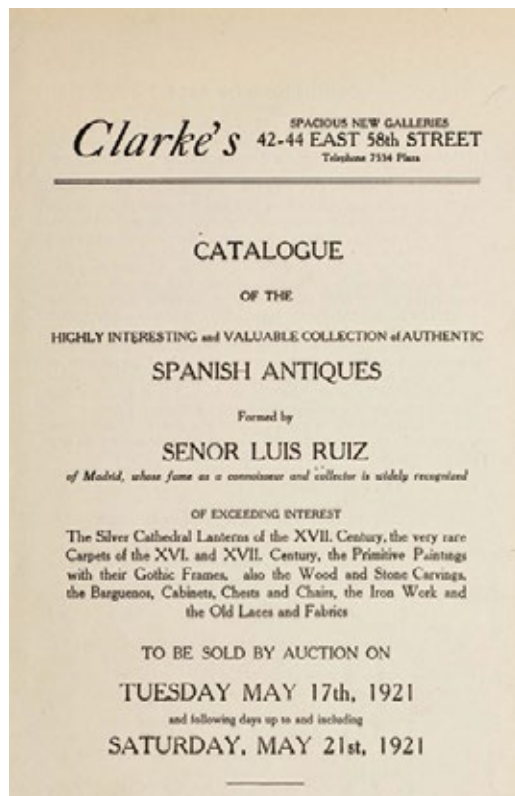 Clarke's
SPACIOUS NEW GALLERIES
42-44 EAST 58th STREET
Telephone 7534 Plaza
CATALOGUE
OF THE
HIGHLY INTERESTING and VALUABLE COLLECTION of AUTHENTIC
SPANISH ANTIQUES
Formed by
SENOR LUIS RUIZ
of Madrid, whose fame as a connoisseur and collector is widely recognized
OF EXCEEDING INTEREST
The Silver Cathedral Lanterns of the XVII. Century, the very rare
Carpets of the XVI. and XVII. Century, the Primitive Paintings
with their Gothic Frames, also the Wood and Stone Carvings,
the Barguenos, Cabinets, Chests and Chairs, the Iron Work and
the Old Laces and Fabrics
TO BE SOLD BY AUCTION ON
TUESDAY MAY 17th, 1921
and following days up to and including
SATURDAY, MAY 21st, 1921